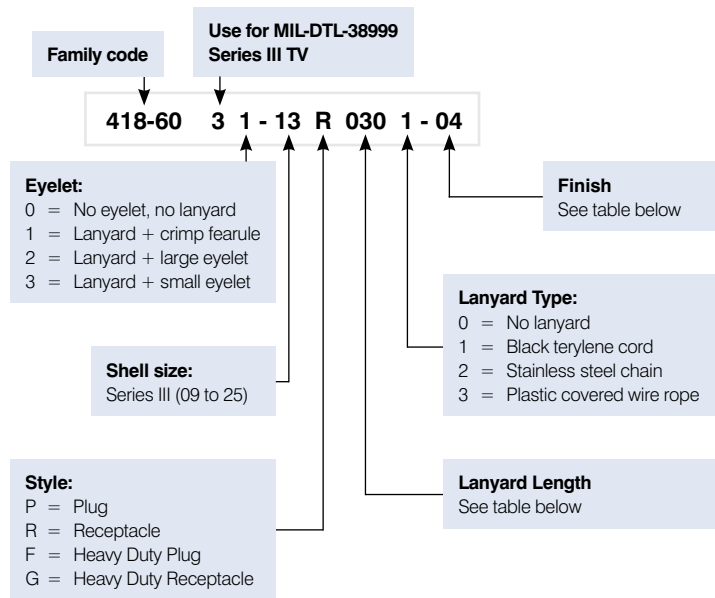 Family code
Use for MIL-DTL-38999
Series III TV
418-60 3 1 - 13 R 030 1 - 04
Eyelet:
0 = No eyelet, no lanyard
1 = Lanyard + crimp fearule
2 = Lanyard + large eyelet
3 = Lanyard + small eyelet
Finish
See table below
Lanyard Type:
0 = No lanyard
1 = Black terylene cord
2 = Stainless steel chain
3 = Plastic covered wire rope
Shell size:
Series III (09 to 25)
Style:
P = Plug
R = Receptacle
F = Heavy Duty Plug
G = Heavy Duty Receptacle
Lanyard Length
See table below